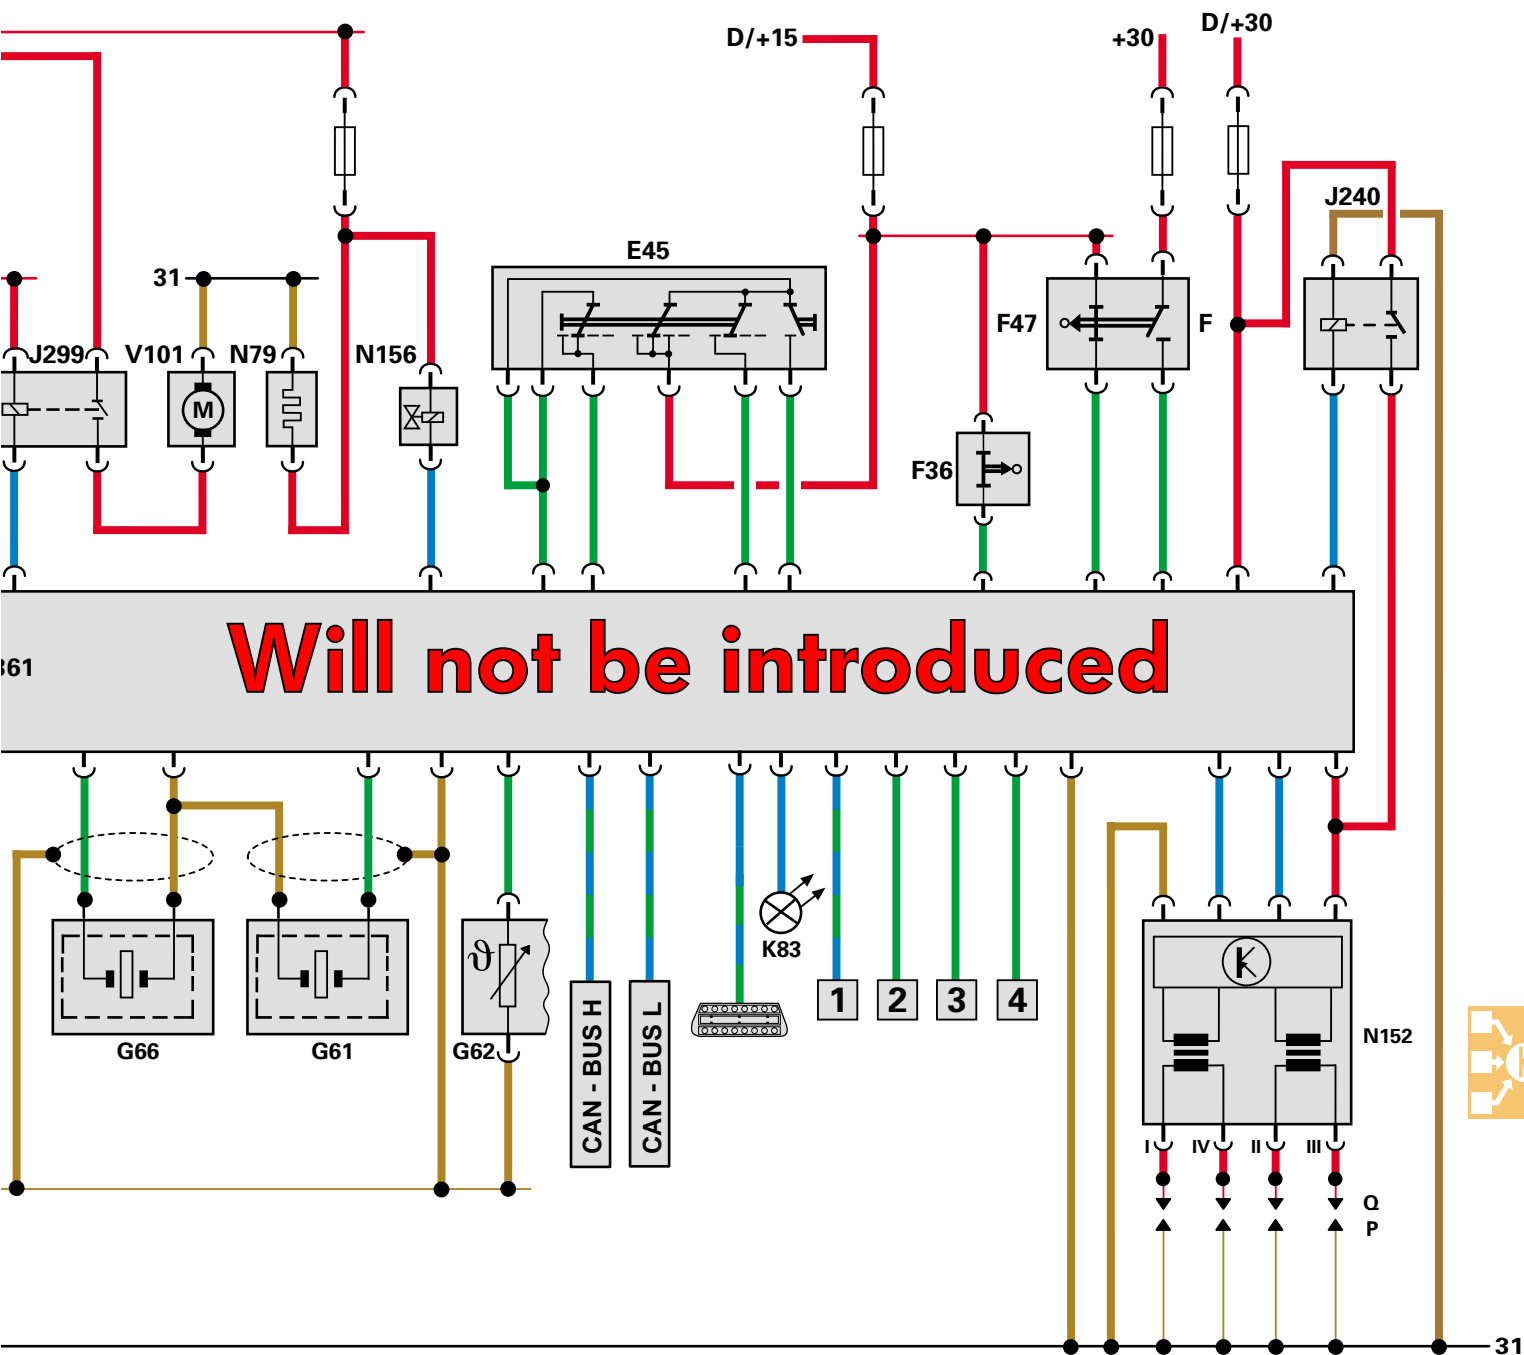 D/+15
+30
D/+30
J240
E45
31
J299
V101
N79
N156
F47
F
F36
M
361
Will not be introduced
K83
1
2
3
4
CAN - BUS H
CAN - BUS L
ϑ
G66
G61
G62
N152
I
IV
II
III
Q
P
31